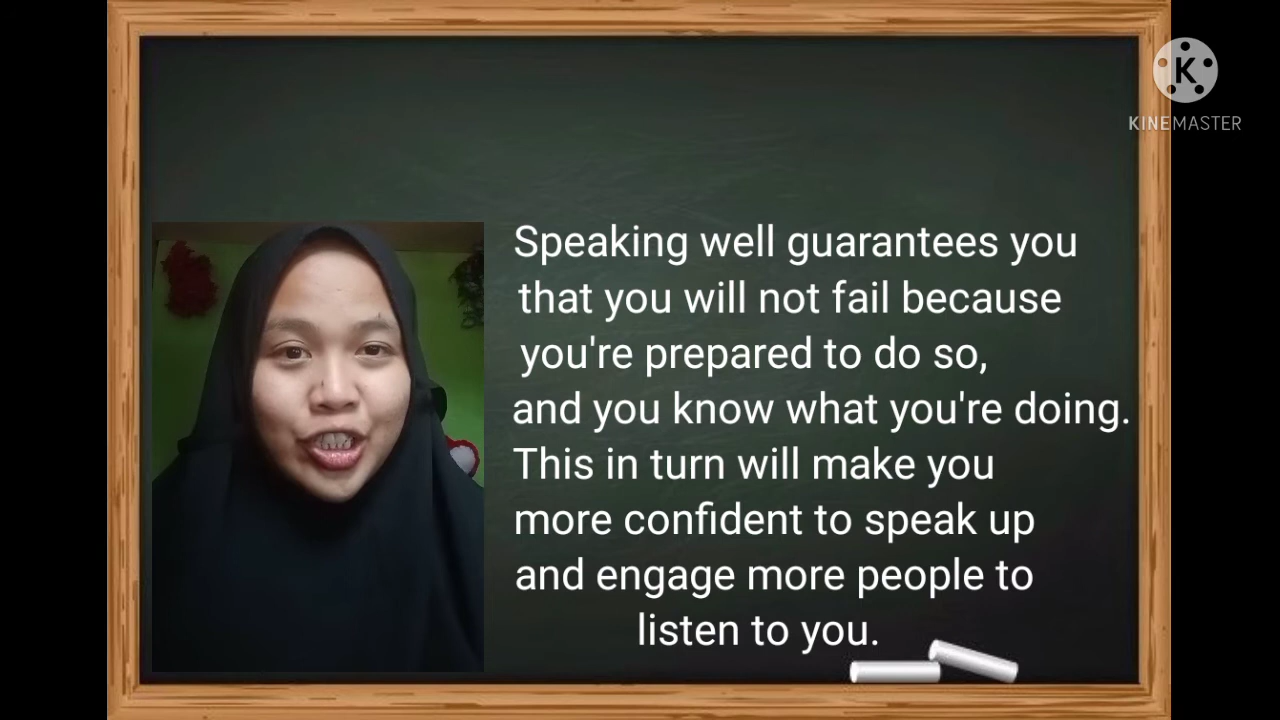 K
KINEMASTER
Speaking well guarantees you
that you will not fail because
you're prepared to do so,
and you know what you're doing.
This in turn will make you
more confident to speak up
and engage more people to
listen to you.